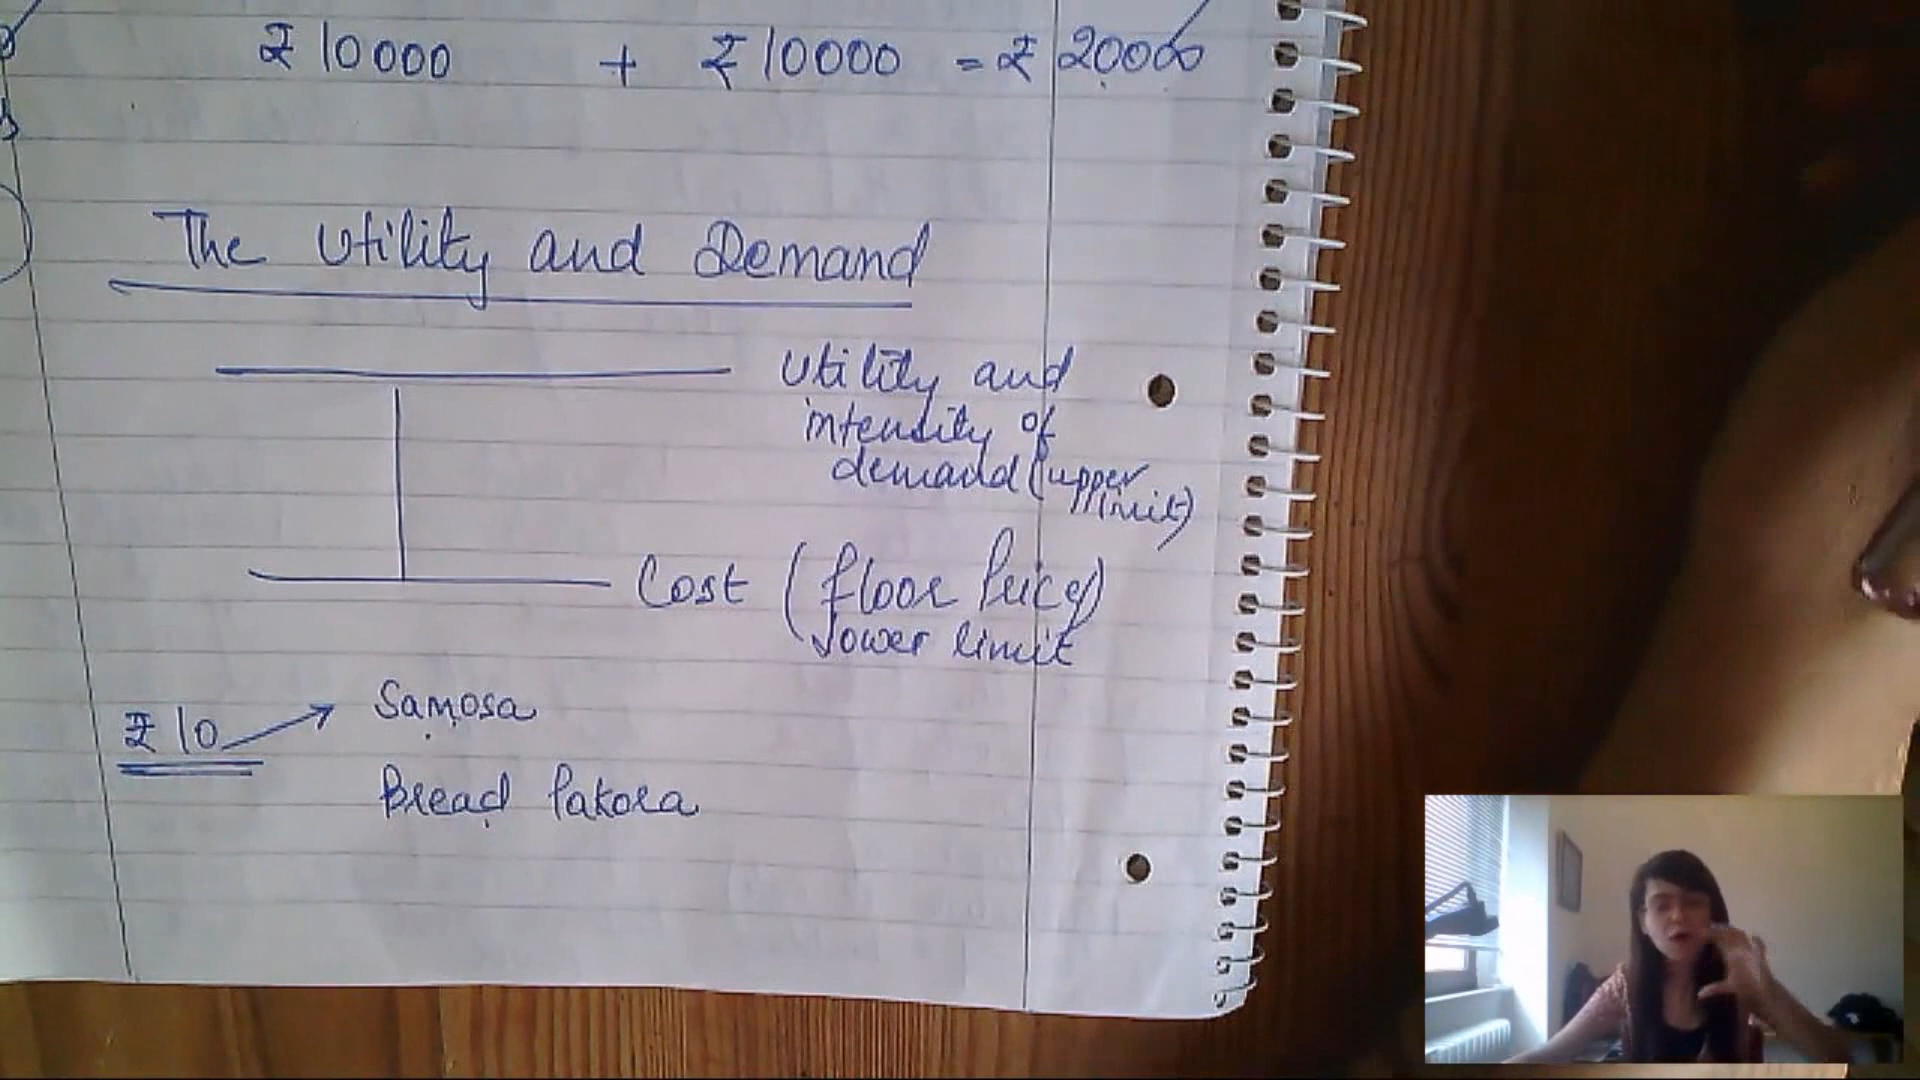 ₹ 10000 + ₹ 10000 = ₹ 20000
The Utility and Demand
Utility and
intensity of
demand (upper
limit)
Cost (floor Price)
lower limit
₹ 10 → Samosa
Bread Pakora